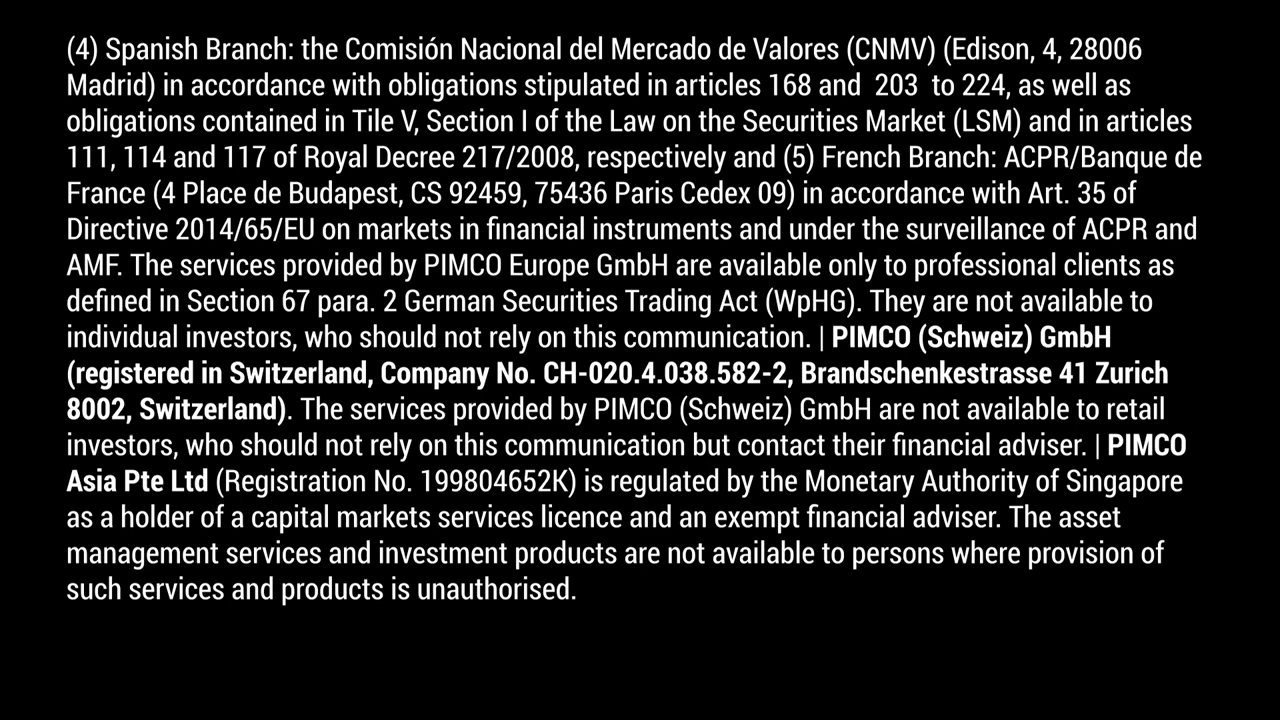 (4) Spanish Branch: the Comisión Nacional del Mercado de Valores (CNMV) (Edison, 4, 28006
Madrid) in accordance with obligations stipulated in articles 168 and  203  to 224, as well as
obligations contained in Tile V, Section I of the Law on the Securities Market (LSM) and in articles
111, 114 and 117 of Royal Decree 217/2008, respectively and (5) French Branch: ACPR/Banque de
France (4 Place de Budapest, CS 92459, 75436 Paris Cedex 09) in accordance with Art. 35 of
Directive 2014/65/EU on markets in financial instruments and under the surveillance of ACPR and
AMF. The services provided by PIMCO Europe GmbH are available only to professional clients as
defined in Section 67 para. 2 German Securities Trading Act (WpHG). They are not available to
individual investors, who should not rely on this communication. | PIMCO (Schweiz) GmbH
(registered in Switzerland, Company No. CH-020.4.038.582-2, Brandschenkestrasse 41 Zurich
8002, Switzerland). The services provided by PIMCO (Schweiz) GmbH are not available to retail
investors, who should not rely on this communication but contact their financial adviser. | PIMCO
Asia Pte Ltd (Registration No. 199804652K) is regulated by the Monetary Authority of Singapore
as a holder of a capital markets services licence and an exempt financial adviser. The asset
management services and investment products are not available to persons where provision of
such services and products is unauthorised.